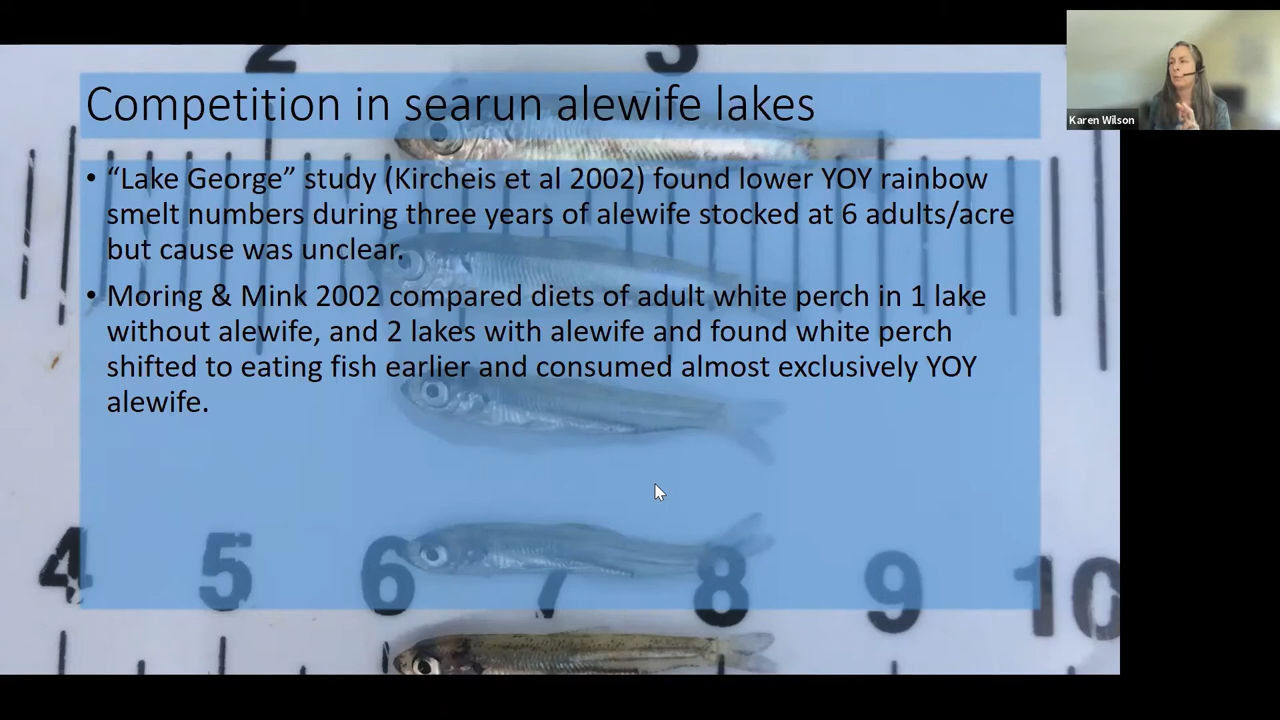 2 3
Competition in searun alewife lakes
Karen Wilson
• “Lake George” study (Kircheis et al 2002) found lower YOY rainbow
smelt numbers during three years of alewife stocked at 6 adults/acre
but cause was unclear.
• Moring & Mink 2002 compared diets of adult white perch in 1 lake
without alewife, and 2 lakes with alewife and found white perch
shifted to eating fish earlier and consumed almost exclusively YOY
alewife.
4 5 6 7 8 9 10